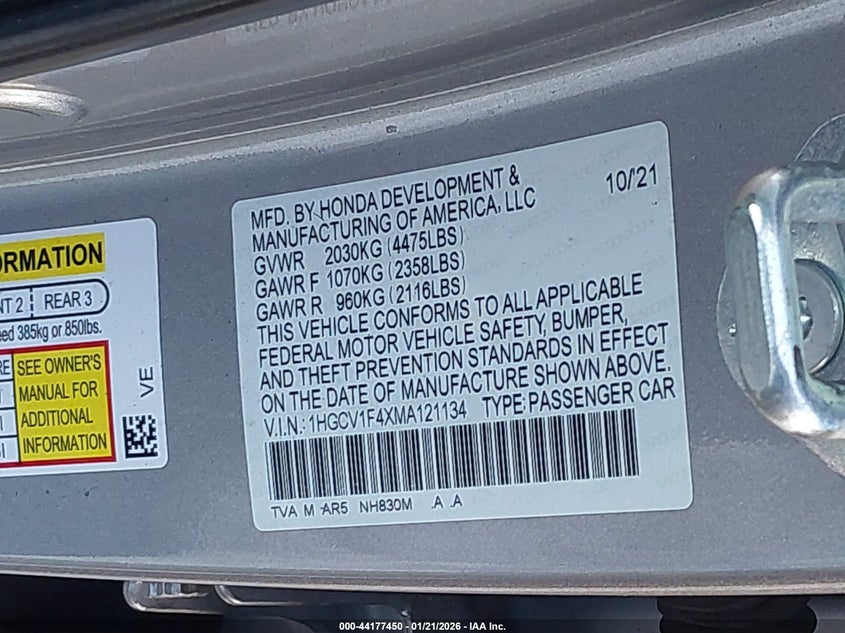 ORMATION
NT 2 REAR 3
eed 385kg or 850lbs.
RE
SEE OWNER'S
MANUAL FOR
ADDITIONAL
INFORMATION
VE
MFD. BY HONDA DEVELOPMENT & 10/'21
MANUFACTURING OF AMERICA, LLC
GVWR 2030KG (4475LBS)
GAWR F 1070KG (2358LBS)
GAWR R 960KG (2116LBS)
THIS VEHICLE CONFORMS TO ALL APPLICABLE
FEDERAL MOTOR VEHICLE SAFETY, BUMPER,
AND THEFT PREVENTION STANDARDS IN EFFECT
ON THE DATE OF MANUFACTURE SHOWN ABOVE.
V.I.N.: 1HGCV1F4XMA121134 TYPE: PASSENGER CAR
TVA M AR5 NH830M .A .A
000-44177450 - 01/21/2026 - IAA Inc.